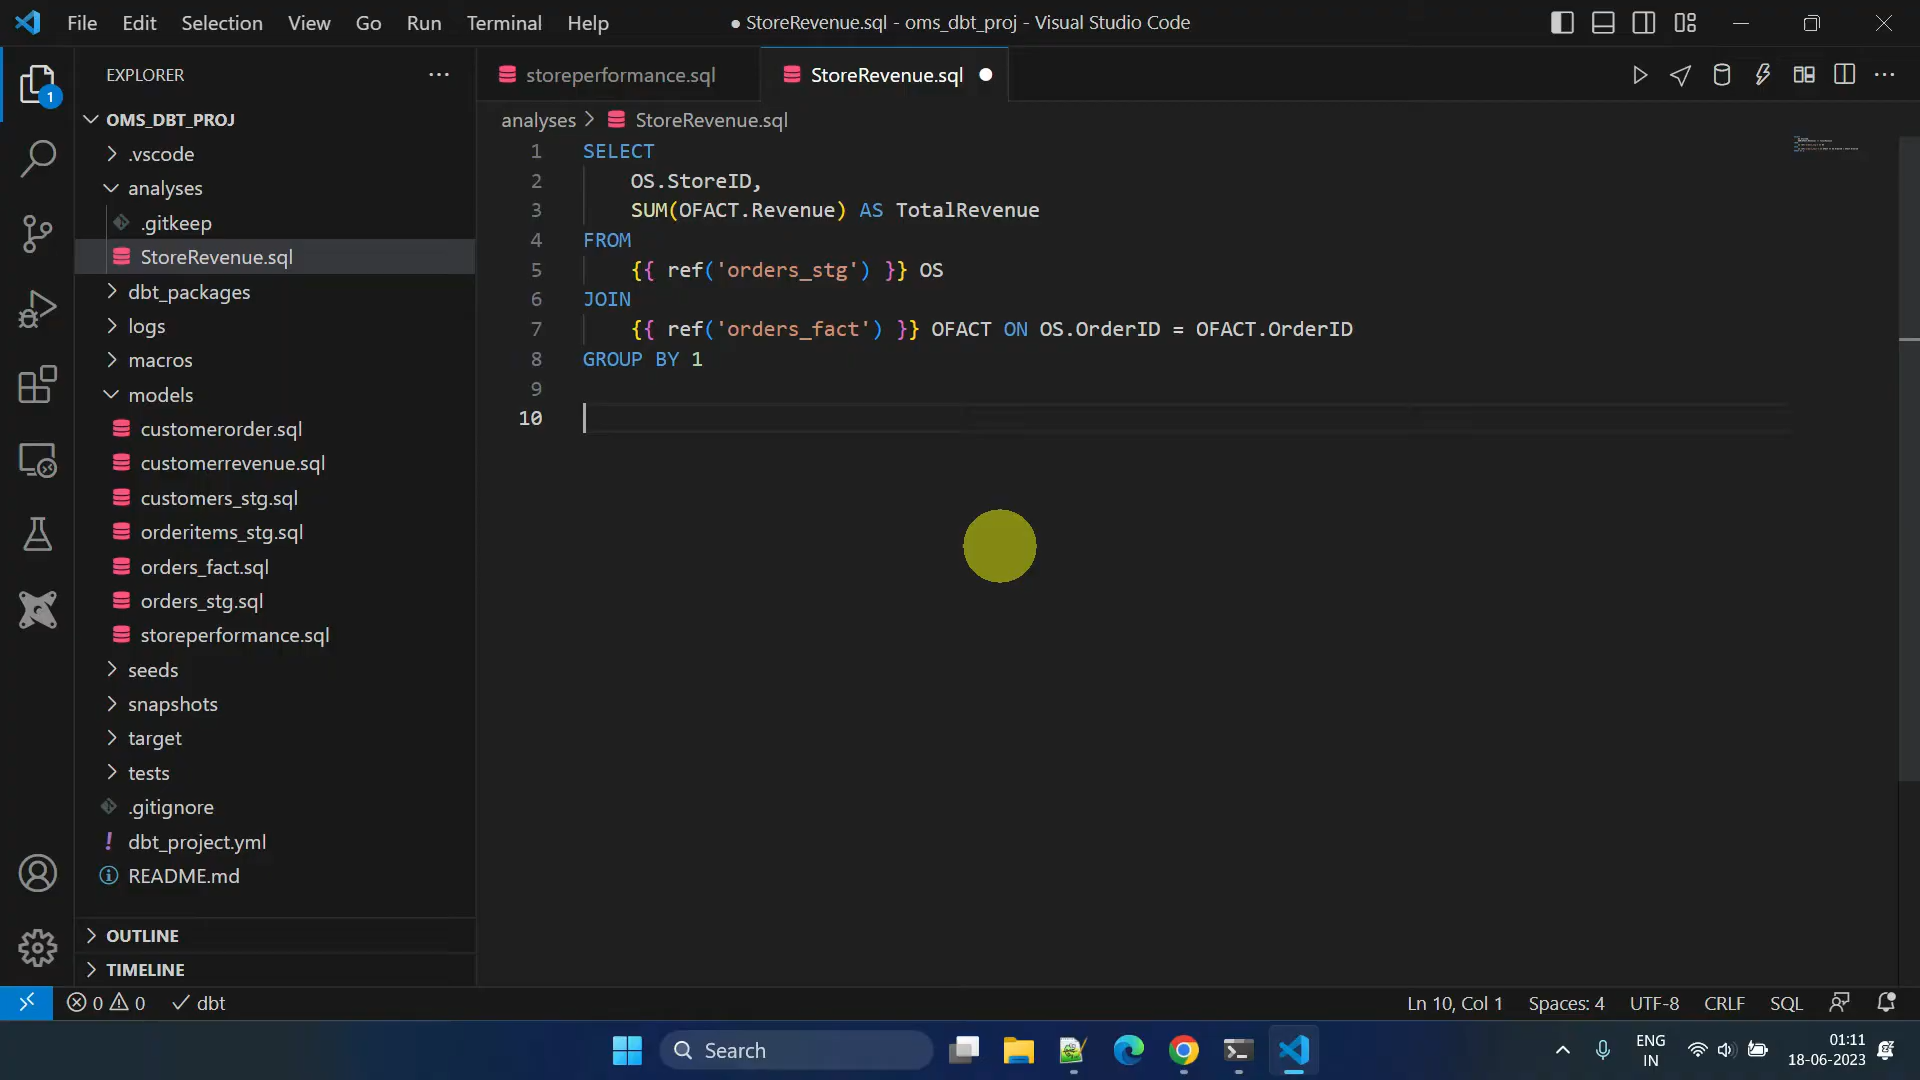 File Edit Selection View Go Run Terminal Help
● StoreRevenue.sql - oms_dbt_proj - Visual Studio Code
EXPLORER
storeperformance.sql
StoreRevenue.sql
1
OMS_DBT_PROJ
.vscode
analyses
.gitkeep
StoreRevenue.sql
dbt_packages
logs
macros
models
customerorder.sql
customerrevenue.sql
customers_stg.sql
orderitems_stg.sql
orders_fact.sql
orders_stg.sql
storeperformance.sql
seeds
snapshots
target
tests
.gitignore
! dbt_project.yml
README.md
OUTLINE
TIMELINE
analyses > StoreRevenue.sql
1 SELECT
2 OS.StoreID,
3 SUM(OFACT.Revenue) AS TotalRevenue
4 FROM
5 {{ ref('orders_stg') }} OS
6 JOIN
7 {{ ref('orders_fact') }} OFACT ON OS.OrderID = OFACT.OrderID
8 GROUP BY 1
9
10
0 0 dbt
Ln 10, Col 1 Spaces: 4 UTF-8 CRLF SQL
Search
ENG
IN
01:11
18-06-2023